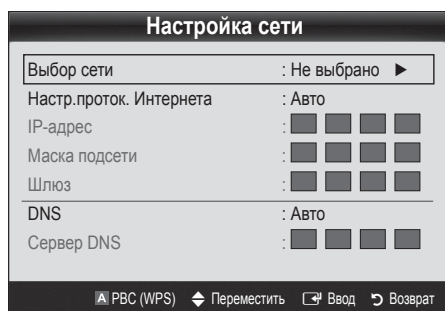 Настройка сети
Выбор сети : Не выбрано ►
Настр.проток. Интернета : Авто
IP-адрес :
Маска подсети :
Шлюз :
DNS : Авто
Сервер DNS :
A PBC (WPS) Переместить Ввод Возврат